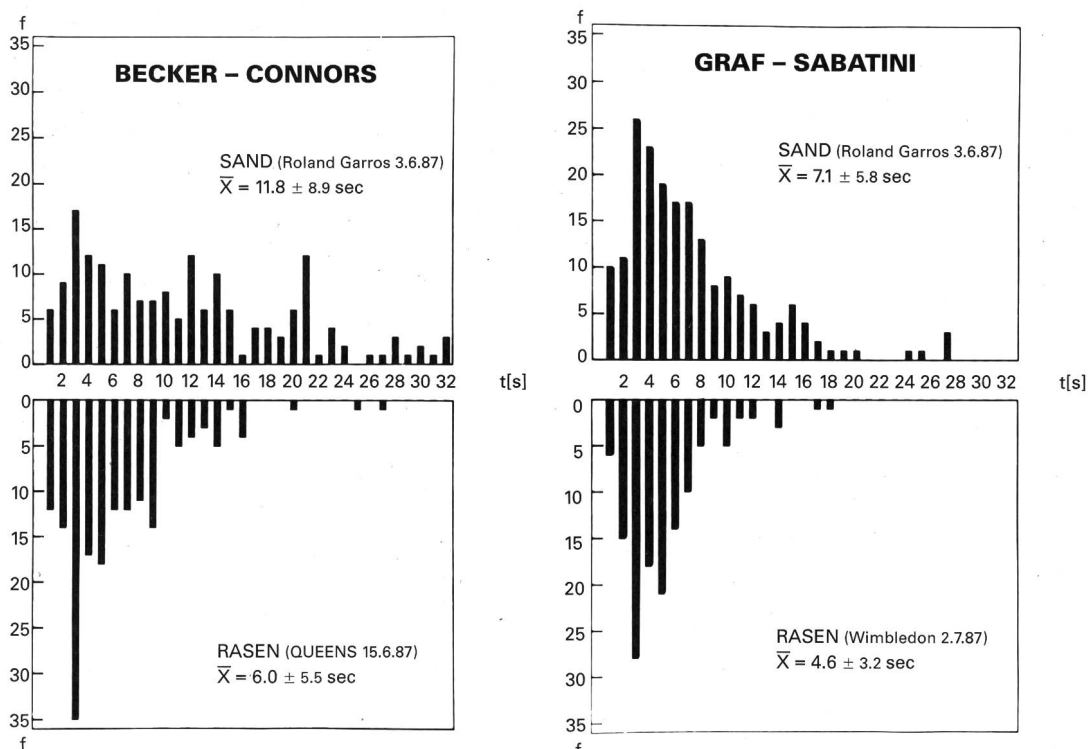 f
35
30
25
20
15
10
5
0
BECKER – CONNORS
SAND (Roland Garros 3.6.87)
X̅ = 11.8 ± 8.9 sec
2 4 6 8 10 12 14 16 18 20 22 24 26 28 30 32 t[s]
0
5
10
15
20
25
30
35
f
RASEN (QUEENS 15.6.87)
X̅ = 6.0 ± 5.5 sec
f
35
30
25
20
15
10
5
0
GRAF – SABATINI
SAND (Roland Garros 3.6.87)
X̅ = 7.1 ± 5.8 sec
2 4 6 8 10 12 14 16 18 20 22 24 26 28 30 32 t[s]
0
5
10
15
20
25
30
35
f
RASEN (Wimbledon 2.7.87)
X̅ = 4.6 ± 3.2 sec